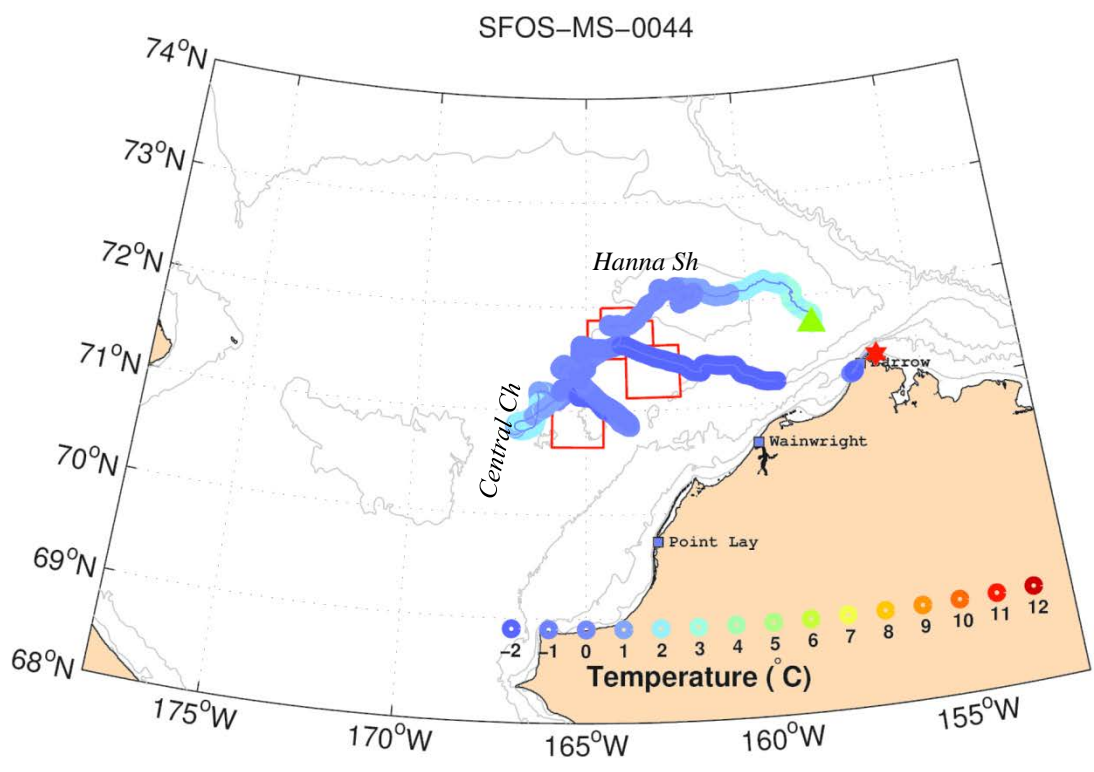 SFOS–MS–0044
74°N
73°N
72°N
71°N
70°N
69°N
68°N
Hanna Sh
Central Ch
Barrow
Wainwright
Point Lay
–2 –1 0 1 2 3 4 5 6 7 8 9 10 11 12
Temperature (°C)
175°W 170°W 165°W 160°W 155°W